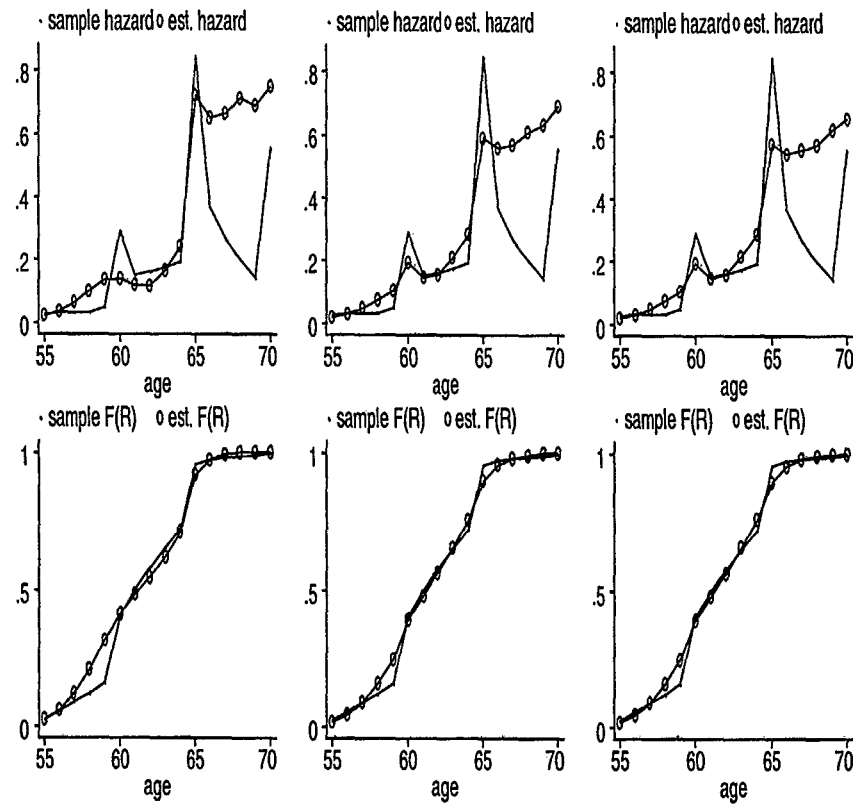 · sample hazard o est. hazard
.8
.6
.4
.2
0
55 60 65 70
age
· sample hazard o est. hazard
.8
.6
.4
.2
0
55 60 65 70
age
· sample hazard o est. hazard
.8
.6
.4
.2
0
55 60 65 70
age
· sample F(R) o est. F(R)
1
.5
0
55 60 65 70
age
· sample F(R) o est. F(R)
1
.5
0
55 60 65 70
age
· sample F(R) o est. F(R)
1
.5
0
55 60 65 70
age